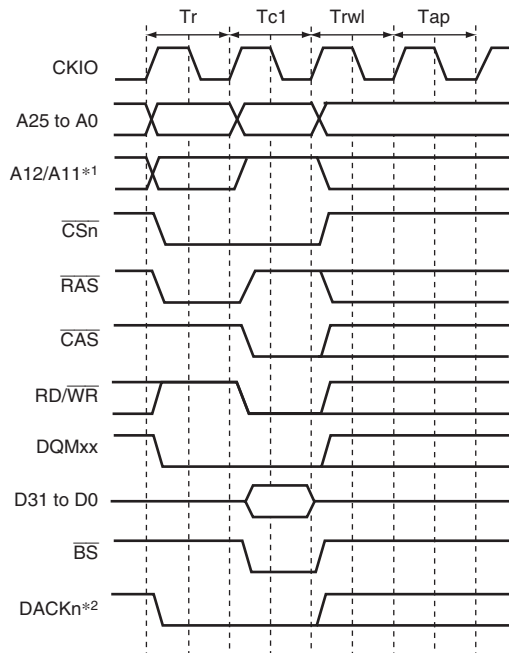 Tr Tc1 Trwl Tap
CKIO
A25 to A0
A12/A11*1
CSn
RAS
CAS
RD/WR
DQMxx
D31 to D0
BS
DACKn*2